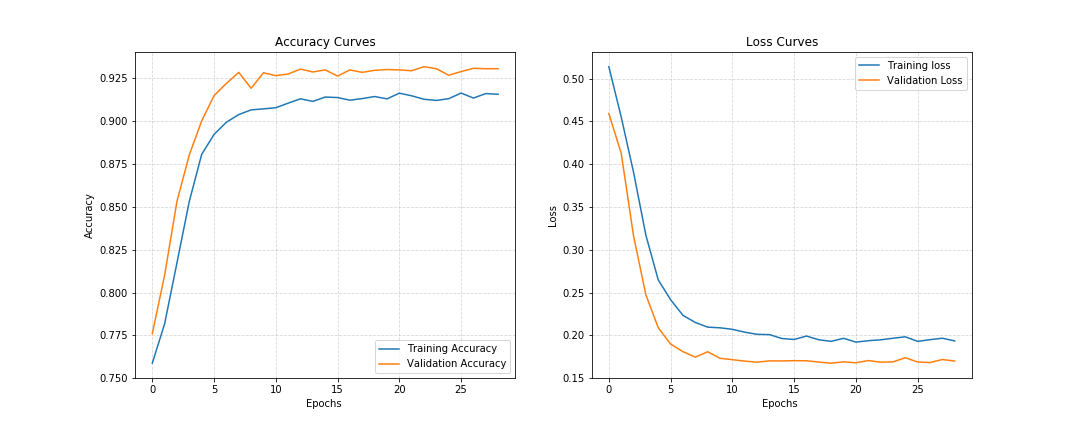 Accuracy Curves
0.925
0.900
0.875
0.850
0.825
0.800
0.775
0.750
Accuracy
0 5 10 15 20 25
Epochs
Training Accuracy
Validation Accuracy
Loss Curves
0.50
0.45
0.40
0.35
0.30
0.25
0.20
0.15
Loss
0 5 10 15 20 25
Epochs
Training loss
Validation Loss